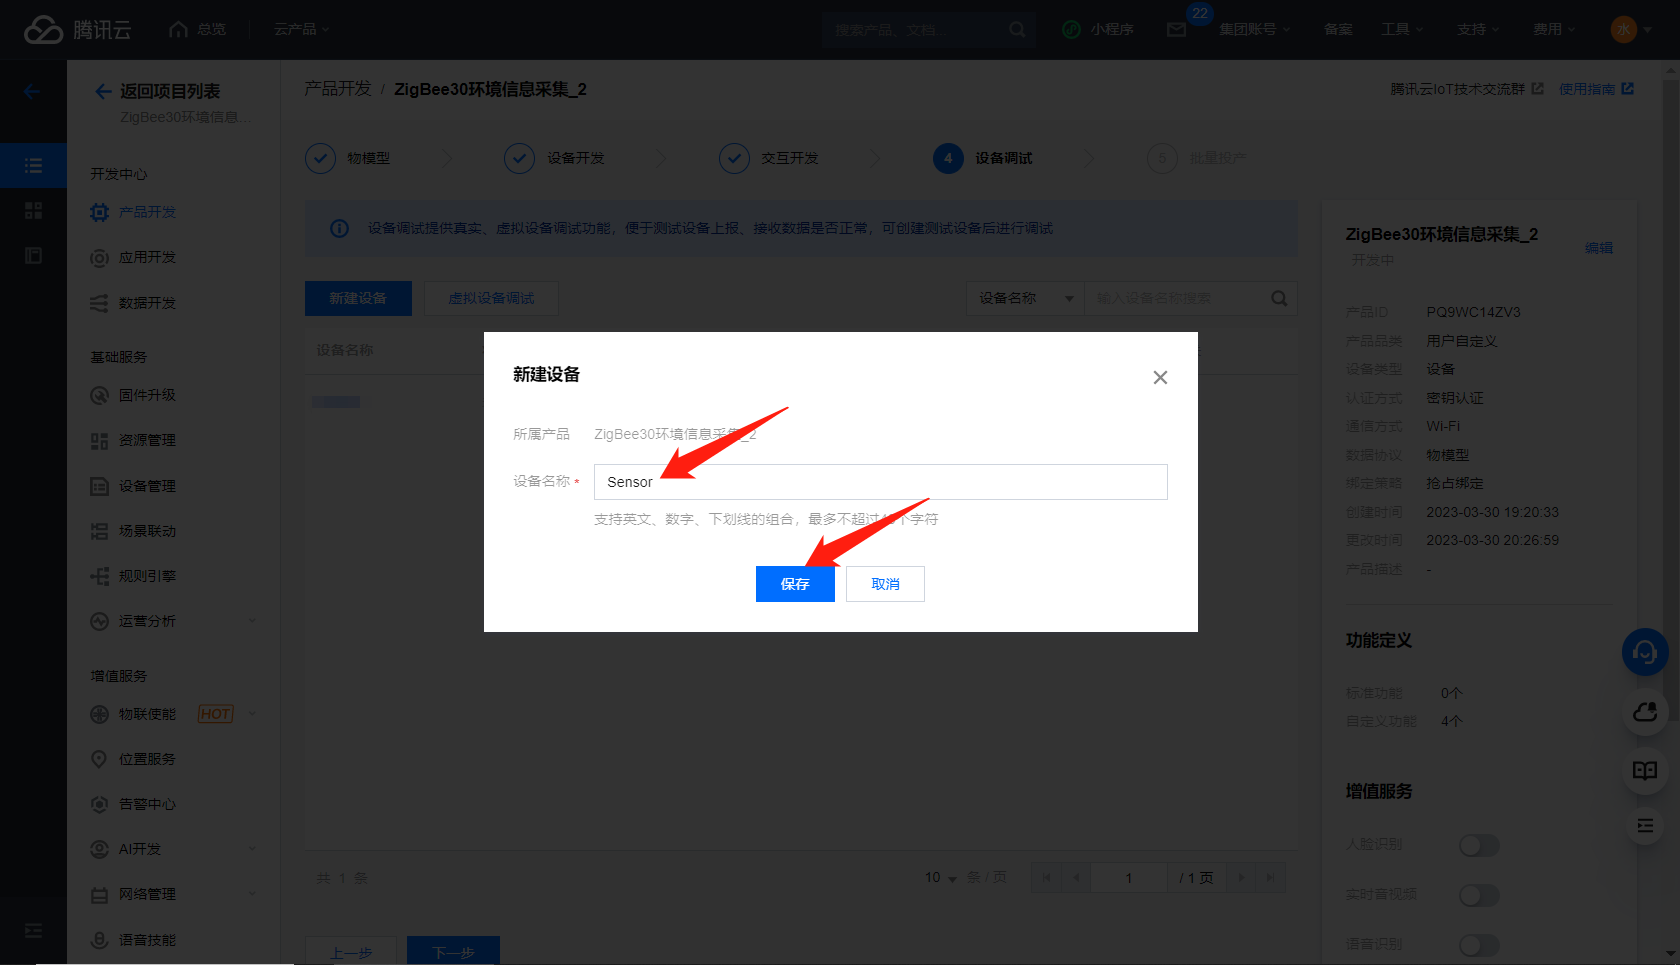 腾讯云
总览
云产品
搜索产品、文档...
小程序
22
集团账号
备案
工具
支持
费用
水
返回项目列表
ZigBee30环境信息...
开发中心
产品开发
应用开发
数据开发
基础服务
固件升级
资源管理
设备管理
场景联动
规则引擎
运营分析
增值服务
物联使能 HOT
位置服务
告警中心
AI开发
网络管理
语音技能
产品开发 / ZigBee30环境信息采集_2
腾讯云IoT技术交流群
使用指南
物模型
设备开发
交互开发
4 设备调试
5 批量投产
设备调试提供真实、虚拟设备调试功能，便于测试设备上报、接收数据是否正常，可创建测试设备后进行调试
新建设备
虚拟设备调试
设备名称
输入设备名称搜索
设备名称
新建设备
所属产品 ZigBee30环境信息采集_2
设备名称 * Sensor
支持英文、数字、下划线的组合，最多不超过48个字符
保存
取消
共 1 条
10 条 / 页
1 / 1 页
上一步
下一步
ZigBee30环境信息采集_2
编辑
开发中
产品ID PQ9WC14ZV3
产品品类 用户自定义
设备类型 设备
认证方式 密钥认证
通信方式 Wi-Fi
数据协议 物模型
绑定策略 抢占绑定
创建时间 2023-03-30 19:20:33
更改时间 2023-03-30 20:26:59
产品描述 -
功能定义
标准功能 0个
自定义功能 4个
增值服务
人脸识别
实时音视频
语音识别